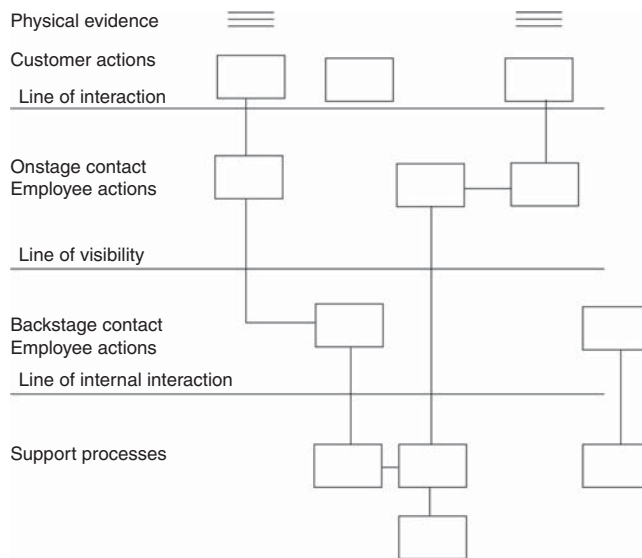 Physical evidence
Customer actions
Line of interaction
Onstage contact
Employee actions
Line of visibility
Backstage contact
Employee actions
Line of internal interaction
Support processes